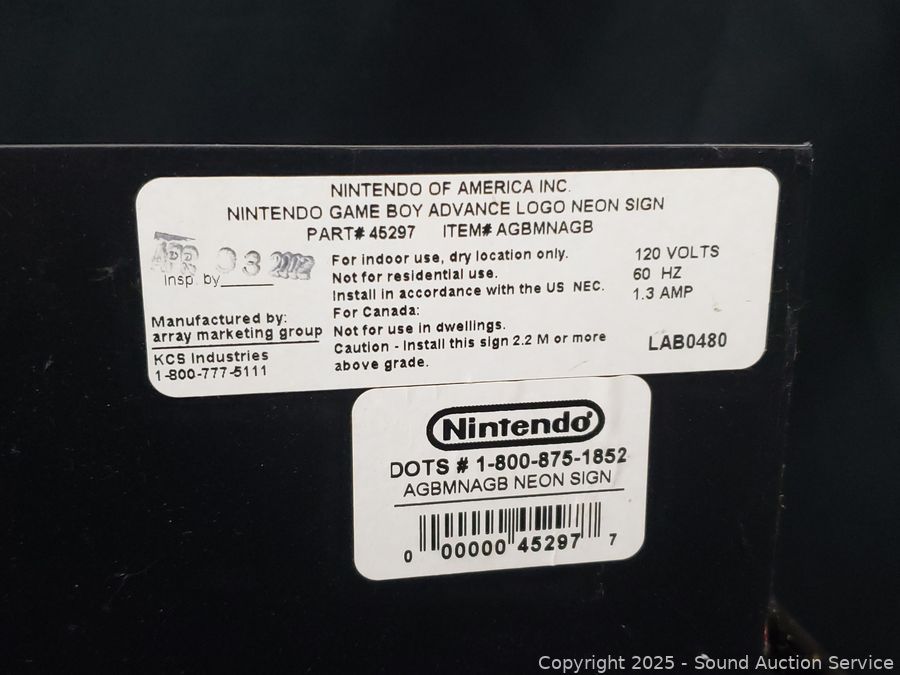 NINTENDO OF AMERICA INC.
NINTENDO GAME BOY ADVANCE LOGO NEON SIGN
PART# 45297 ITEM# AGBMNAGB
APR 03 2002
Insp. by
Manufactured by:
array marketing group
KCS Industries
1-800-777-5111
For indoor use, dry location only.
Not for residential use.
Install in accordance with the US NEC.
For Canada:
Not for use in dwellings.
Caution - Install this sign 2.2 M or more
above grade.
120 VOLTS
60 HZ
1.3 AMP
LAB0480
Nintendo®
DOTS # 1-800-875-1852
AGBMNAGB NEON SIGN
0 00000 45297 7
Copyright 2025 - Sound Auction Service